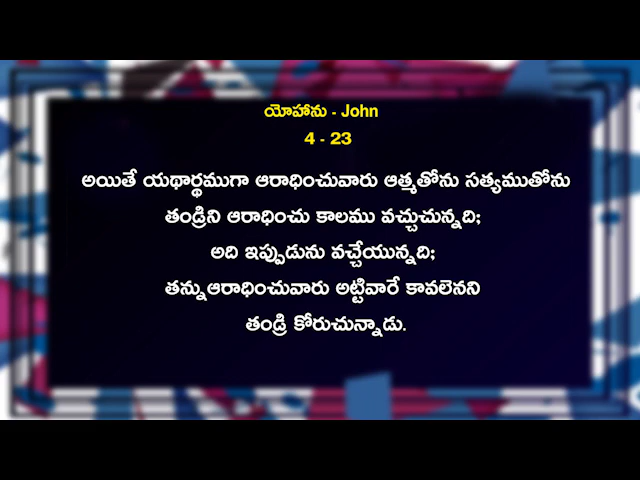 యోహాను - John
4 - 23
అయితే యథార్థముగా ఆరాధించువారు ఆత్మతోను సత్యముతోను
తండ్రిని ఆరాధించు కాలము వచ్చుచున్నది;
అది ఇప్పుడును వచ్చేయున్నది;
తన్నుఆరాధించువారు అట్టివారే కావలెనని
తండ్రి కోరుచున్నాడు.